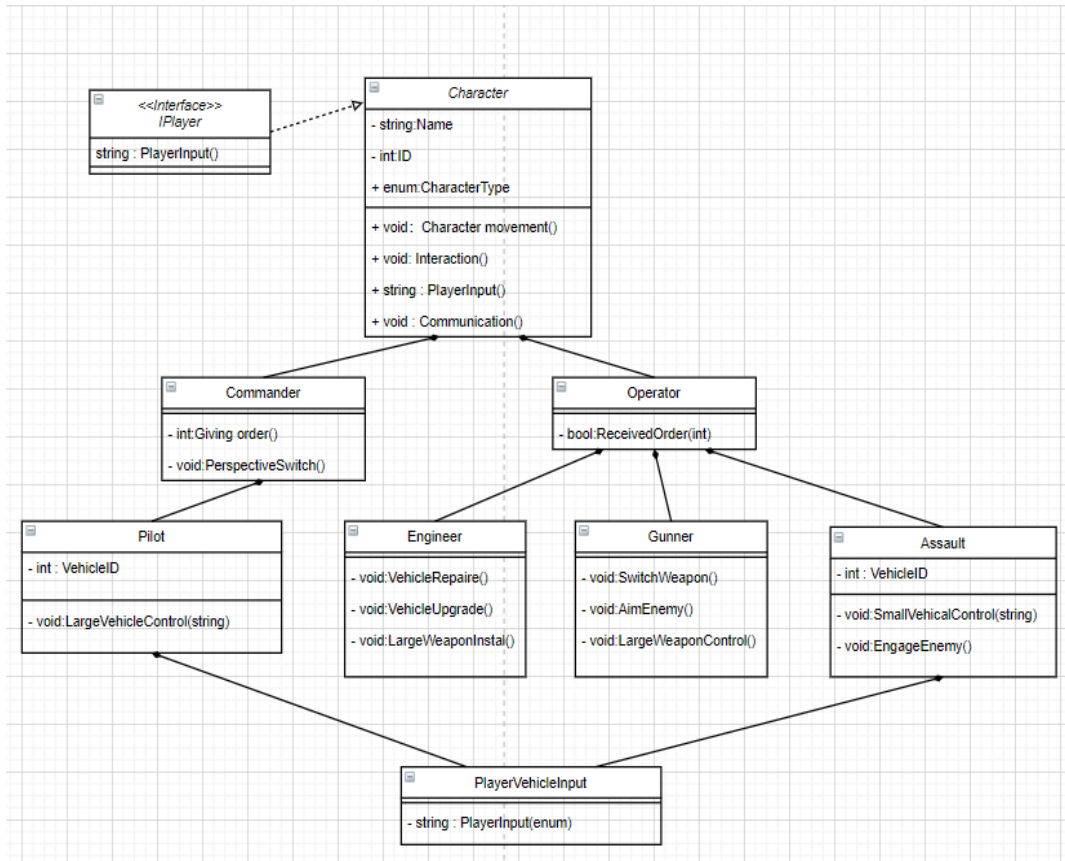 <<Interface>>
IPlayer
string : PlayerInput()
Character
- string:Name
- int:ID
+ enum:CharacterType
+ void： Character movement()
+ void: Interaction()
+ string : PlayerInput()
+ void : Communication()
Commander
- int:Giving order()
- void:PerspectiveSwitch()
Operator
- bool:ReceivedOrder(int)
Pilot
- int : VehicleID
- void:LargeVehicleControl(string)
Engineer
- void:VehicleRepaire()
- void:VehicleUpgrade()
- void:LargeWeaponInstal()
Gunner
- void:SwitchWeapon()
- void:AimEnemy()
- void:LargeWeaponControl()
Assault
- int : VehicleID
- void:SmallVehicalControl(string)
- void:EngageEnemy()
PlayerVehicleInput
- string : PlayerInput(enum)